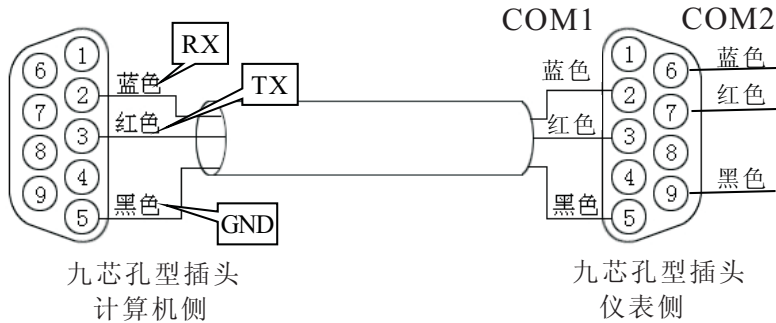 COM1
COM2
RX
TX
GND
1
2
3
4
5
6
7
8
9
蓝色
红色
黑色
蓝色
红色
黑色
1
2
3
4
5
6
7
8
9
蓝色
红色
黑色
九芯孔型插头
计算机侧
九芯孔型插头
仪表侧